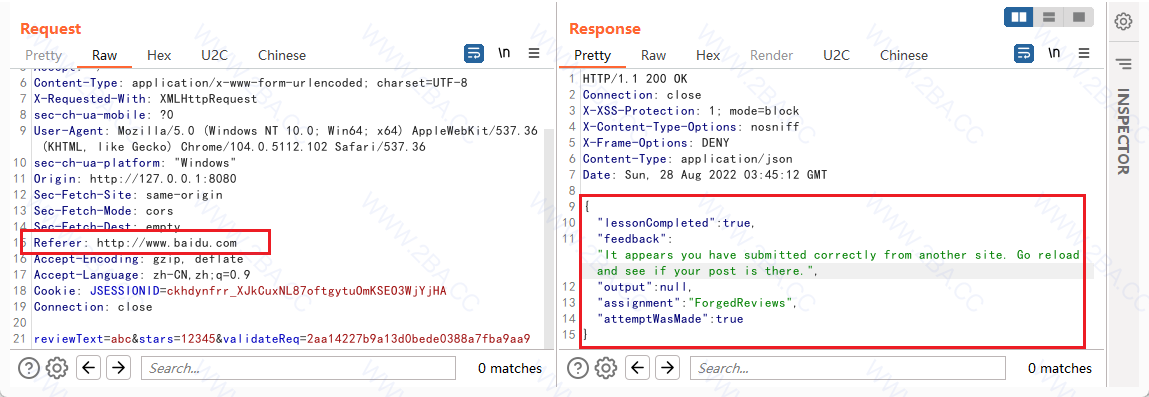 Request
Pretty Raw Hex U2C Chinese \n
6 Content-Type: application/x-www-form-urlencoded; charset=UTF-8
7 X-Requested-With: XMLHttpRequest
8 sec-ch-ua-mobile: ?0
9 User-Agent: Mozilla/5.0 (Windows NT 10.0; Win64; x64) AppleWebKit/537.36
(KHTML, like Gecko) Chrome/104.0.5112.102 Safari/537.36
10 sec-ch-ua-platform: "Windows"
11 Origin: http://127.0.0.1:8080
12 Sec-Fetch-Site: same-origin
13 Sec-Fetch-Mode: cors
14 Sec-Fetch-Dest: empty
15 Referer: http://www.baidu.com
16 Accept-Encoding: gzip, deflate
17 Accept-Language: zh-CN,zh;q=0.9
18 Cookie: JSESSIONID=ckhdynfrr_XJkCuxNL87oftgytuOmKSEO3WjYjHA
19 Connection: close
20
21 reviewText=abc&stars=12345&validateReq=2aa14227b9a13d0bede0388a7fba9aa9
Search...
0 matches
Response
Pretty Raw Hex Render U2C Chinese \n
1 HTTP/1.1 200 OK
2 Connection: close
3 X-XSS-Protection: 1; mode=block
4 X-Content-Type-Options: nosniff
5 X-Frame-Options: DENY
6 Content-Type: application/json
7 Date: Sun, 28 Aug 2022 03:45:12 GMT
8
9 {
10 "lessonCompleted":true,
11 "feedback":
"It appears you have submitted correctly from another site. Go reload
and see if your post is there.",
12 "output":null,
13 "assignment":"ForgedReviews",
14 "attemptWasMade":true
15 }
Search...
0 matches
INSPECTOR
WWW.2BA.CC